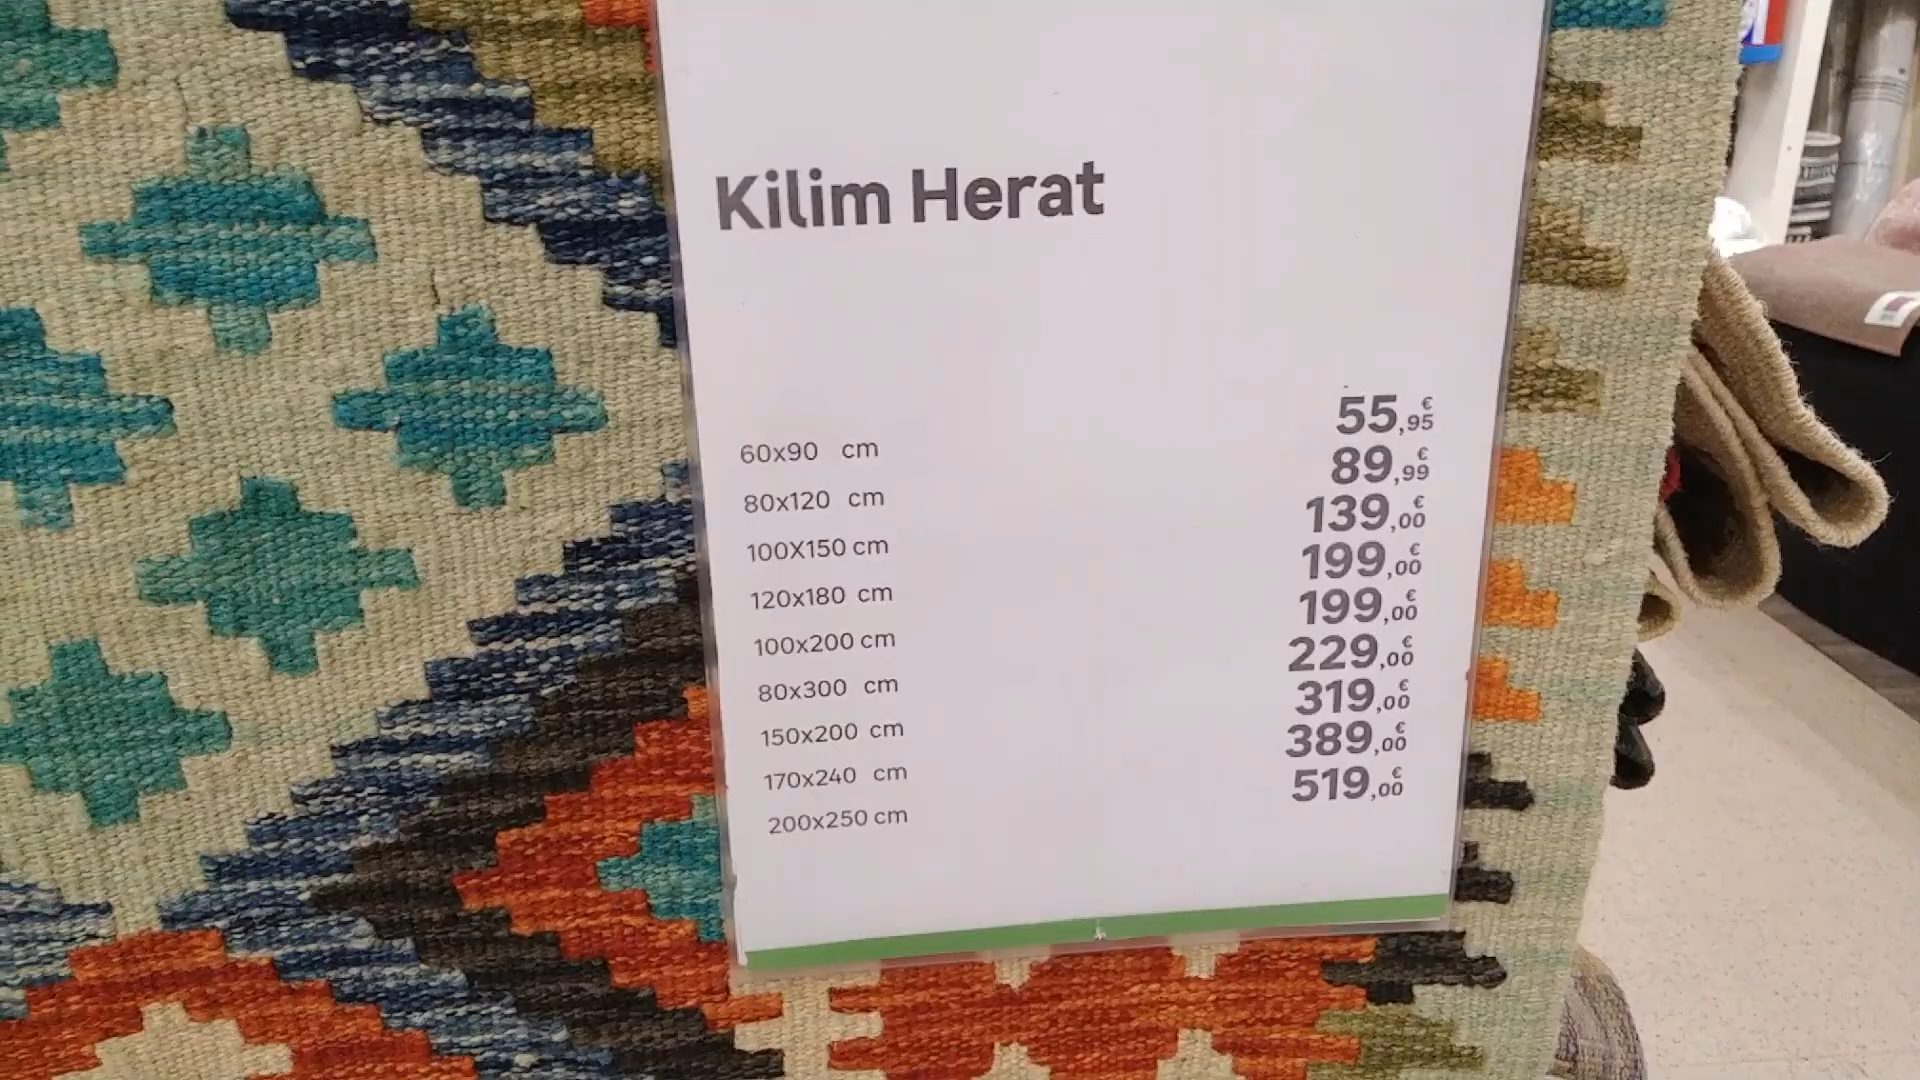 Kilim Herat
60x90 cm 55,95 €
80x120 cm 89,99 €
100X150 cm 139,00 €
120x180 cm 199,00 €
100x200 cm 199,00 €
80x300 cm 229,00 €
150x200 cm 319,00 €
170x240 cm 389,00 €
200x250 cm 519,00 €